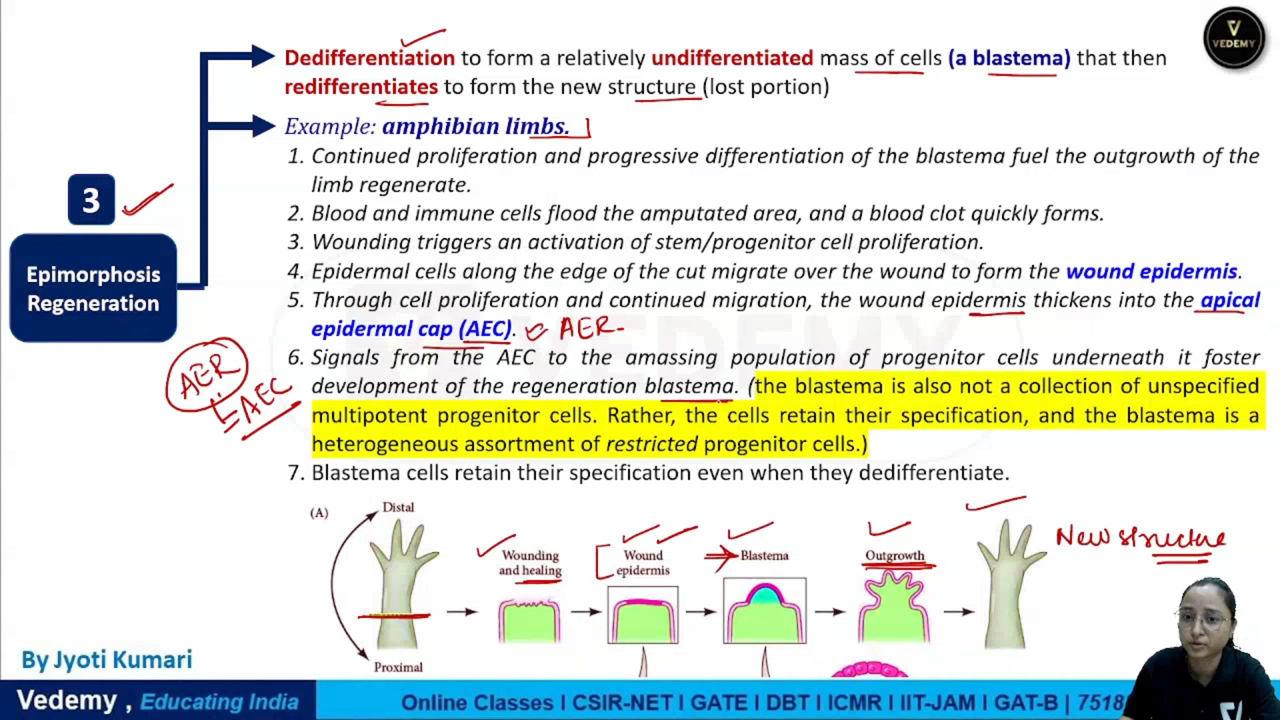 VEDEMY
Dedifferentiation to form a relatively undifferentiated mass of cells (a blastema) that then
redifferentiates to form the new structure (lost portion)
Example: amphibian limbs.
1. Continued proliferation and progressive differentiation of the blastema fuel the outgrowth of the
limb regenerate.
2. Blood and immune cells flood the amputated area, and a blood clot quickly forms.
3. Wounding triggers an activation of stem/progenitor cell proliferation.
4. Epidermal cells along the edge of the cut migrate over the wound to form the wound epidermis.
5. Through cell proliferation and continued migration, the wound epidermis thickens into the apical
epidermal cap (AEC). AER
6. Signals from the AEC to the amassing population of progenitor cells underneath it foster
development of the regeneration blastema. (the blastema is also not a collection of unspecified
multipotent progenitor cells. Rather, the cells retain their specification, and the blastema is a
heterogeneous assortment of restricted progenitor cells.)
7. Blastema cells retain their specification even when they dedifferentiate.
3
Epimorphosis
Regeneration
AER
AEC
VEDEMY
(A)
Distal
Proximal
Wounding
and healing
Wound
epidermis
Blastema
Outgrowth
New structure
By Jyoti Kumari
Vedemy , Educating India
Online Classes I CSIR-NET I GATE I DBT I ICMR I IIT-JAM I GAT-B | 7518